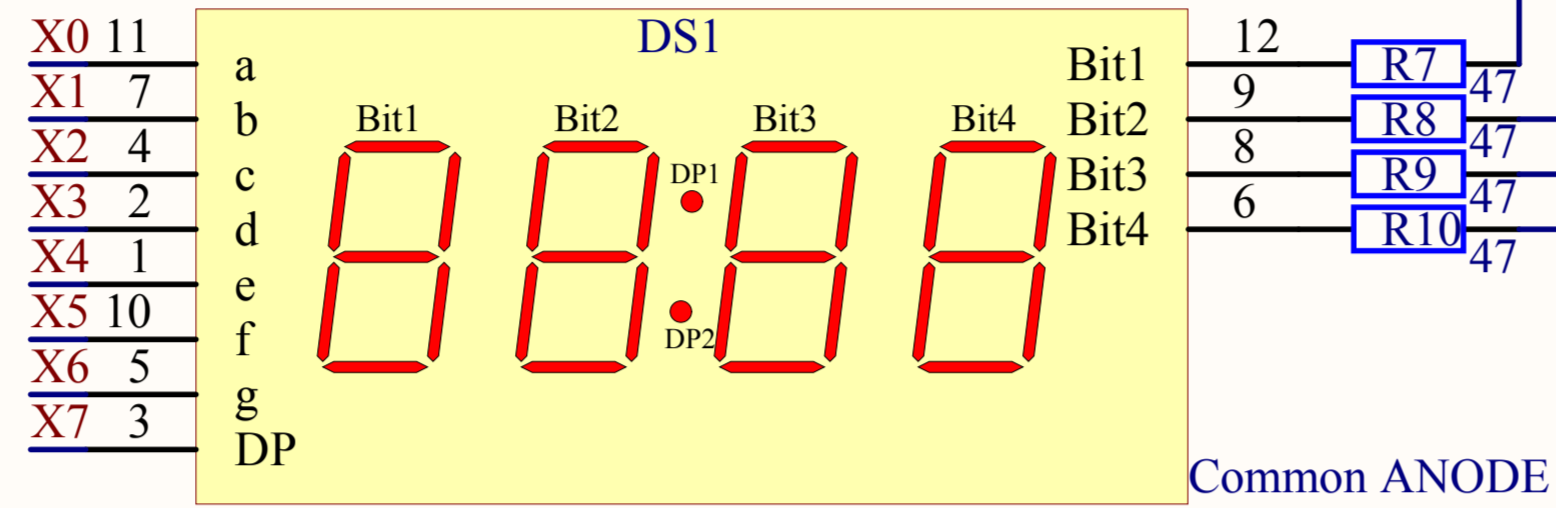 X0 11 DS1 12
a Bit1 R7 47
X1 7 9
b Bit1 Bit2 Bit3 Bit4 Bit2 R8 47
X2 4 8
c DP1 Bit3 R9 47
X3 2 6
d Bit4 R10 47
X4 1
e
X5 10
f DP2
X6 5
g
X7 3
DP
Common ANODE